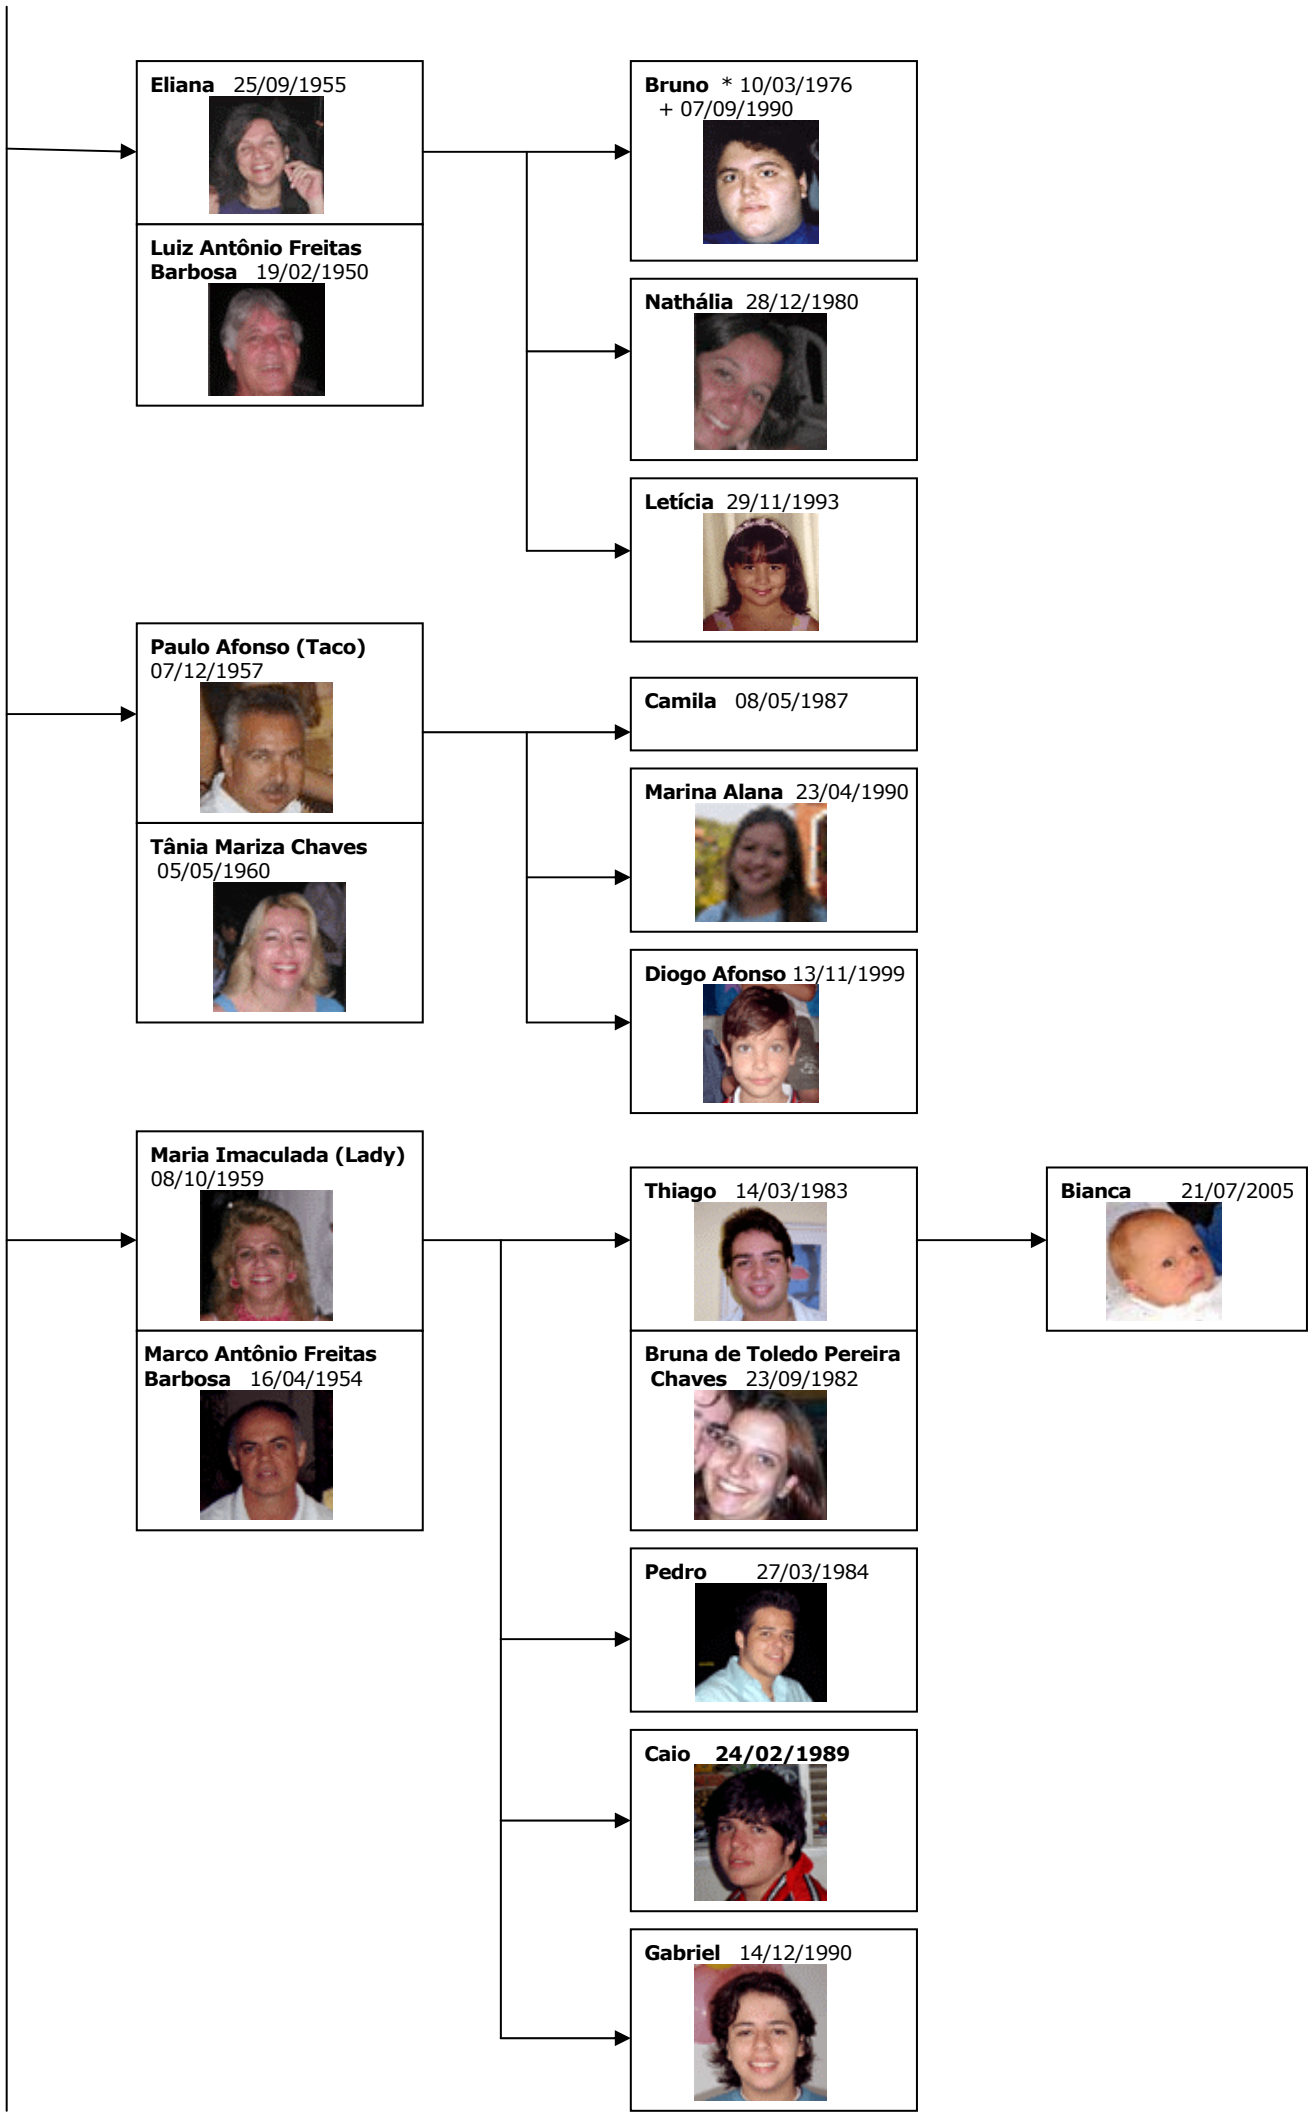 Eliana 25/09/1955
Luiz Antônio Freitas
Barbosa 19/02/1950
Bruno * 10/03/1976
+ 07/09/1990
Nathália 28/12/1980
Letícia 29/11/1993
Paulo Afonso (Taco)
07/12/1957
Tânia Mariza Chaves
05/05/1960
Camila 08/05/1987
Marina Alana 23/04/1990
Diogo Afonso 13/11/1999
Maria Imaculada (Lady)
08/10/1959
Marco Antônio Freitas
Barbosa 16/04/1954
Thiago 14/03/1983
Bruna de Toledo Pereira
Chaves 23/09/1982
Bianca 21/07/2005
Pedro 27/03/1984
Caio 24/02/1989
Gabriel 14/12/1990